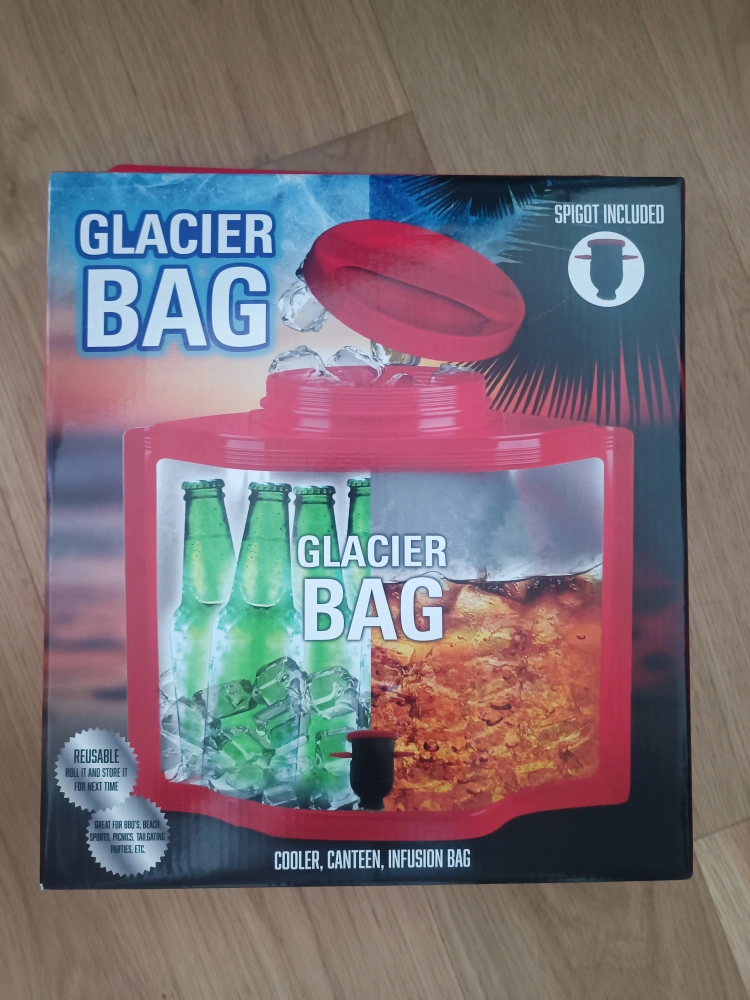 GLACIER
BAG
SPIGOT INCLUDED
GLACIER
BAG
REUSABLE
ROLL IT AND STORE IT
FOR NEXT TIME
GREAT FOR BBQ'S, BEACH,
SPORTS, PICNICS, TAILGATING
PARTIES, ETC.
COOLER, CANTEEN, INFUSION BAG